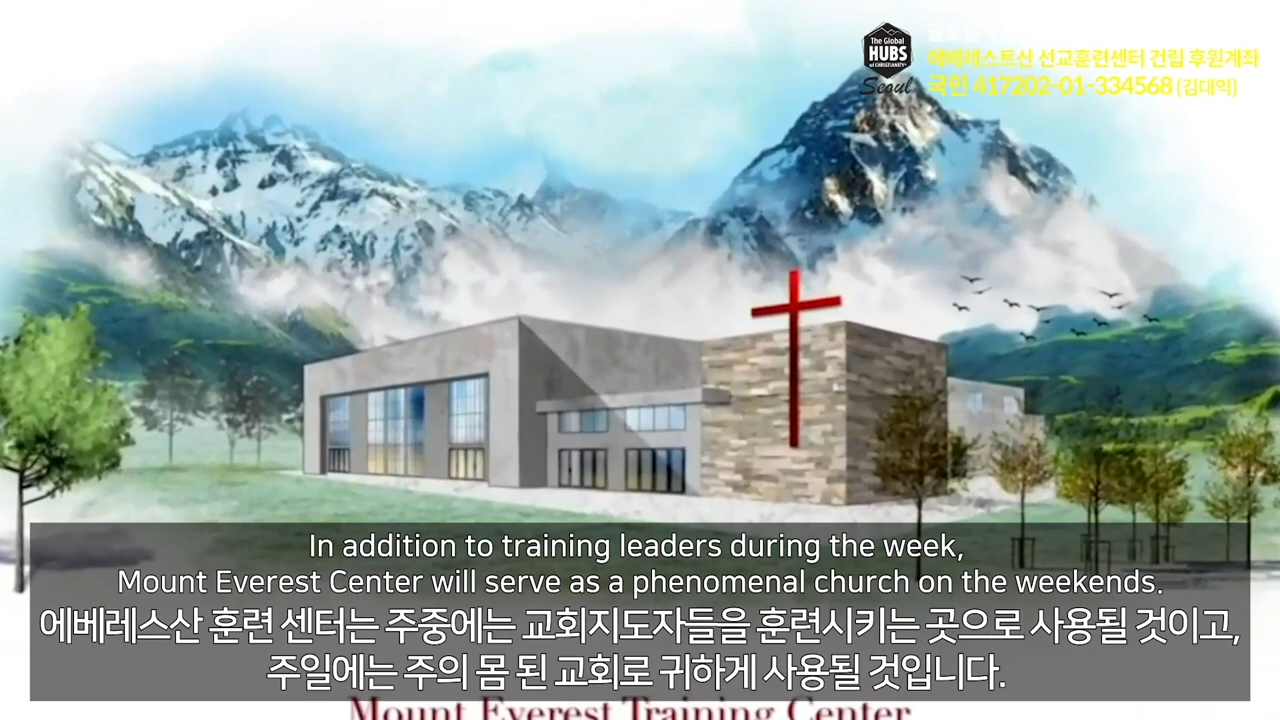 The Global
HUBS
of CHRISTIANITY
Seoul
에베레스트산 선교훈련센터 건립 후원계좌
국민 417202-01-334568 (김대억)
In addition to training leaders during the week,
Mount Everest Center will serve as a phenomenal church on the weekends.
에베레스산 훈련 센터는 주중에는 교회지도자들을 훈련시키는 곳으로 사용될 것이고,
주일에는 주의 몸 된 교회로 귀하게 사용될 것입니다.
Mount Everest Training Center